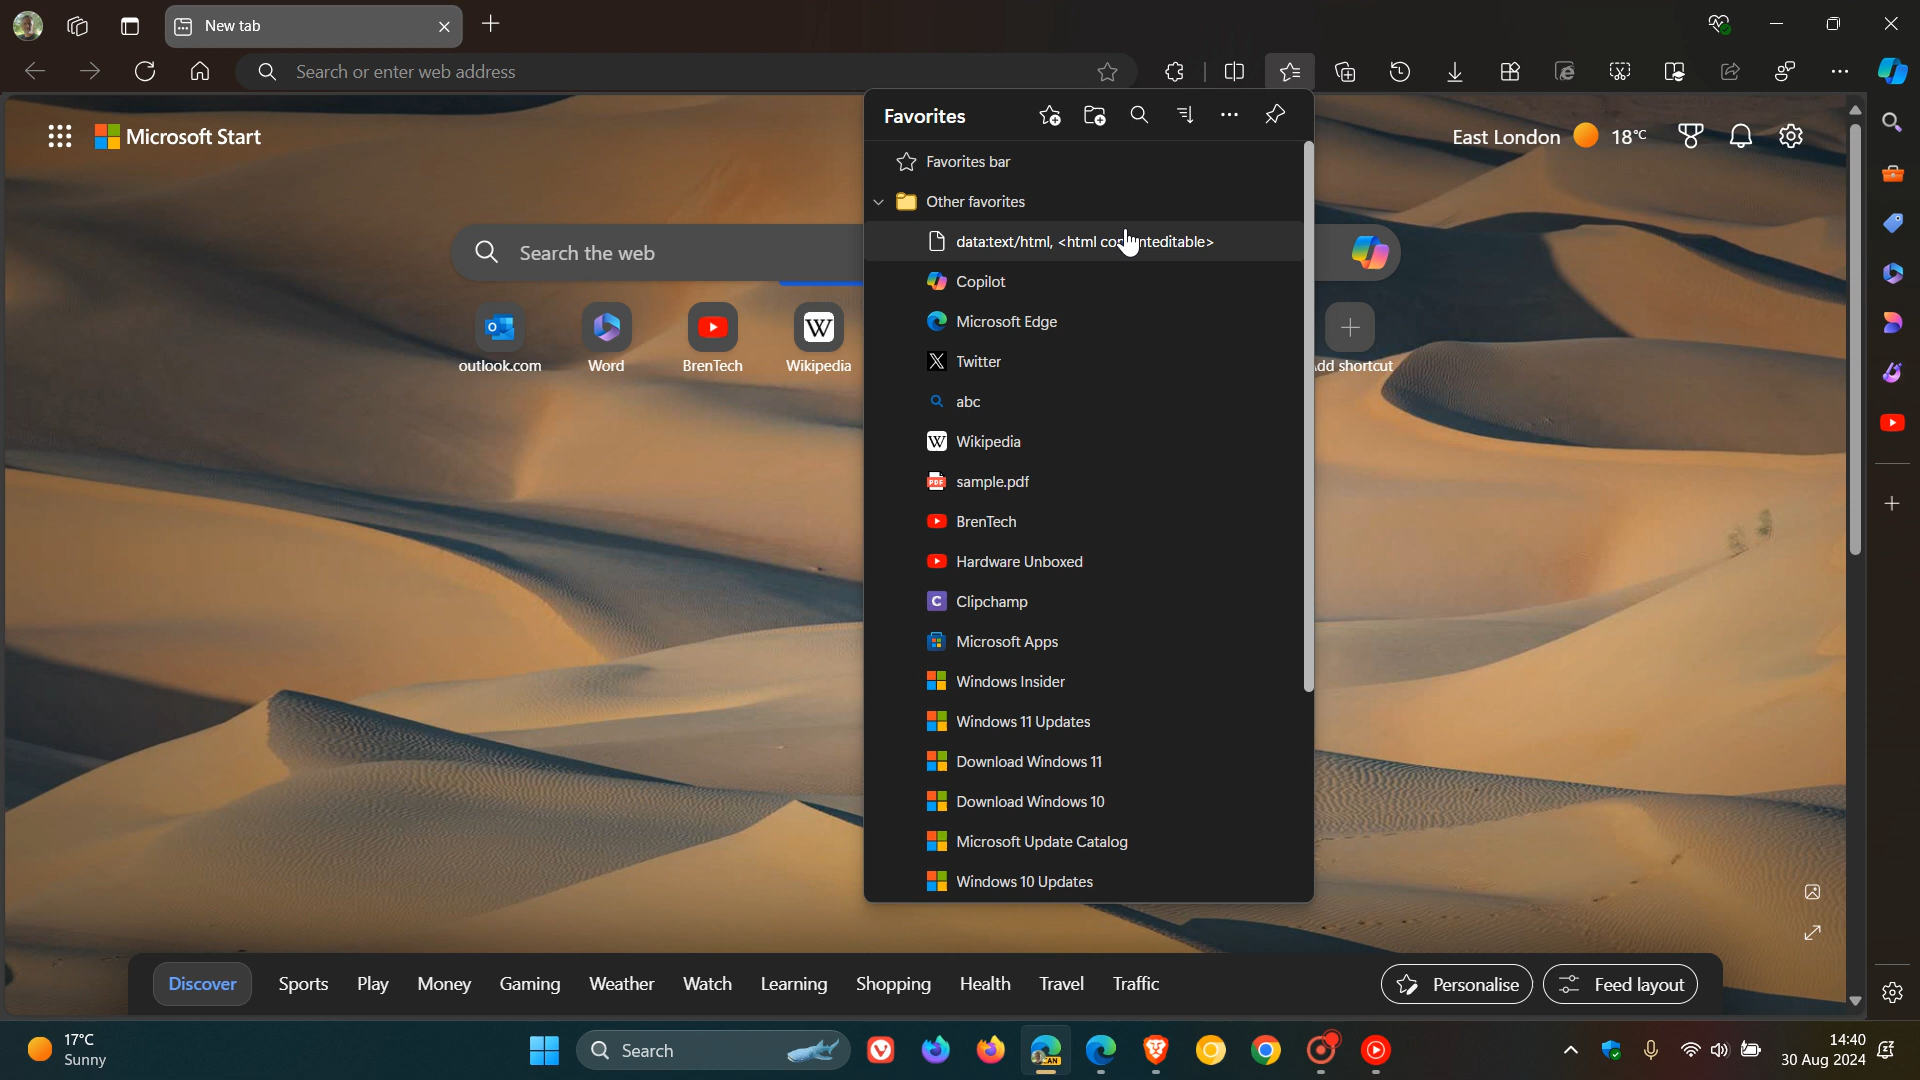 New tab
Search or enter web address
Favorites
Microsoft Start
East London 18°C
Favorites bar
Other favorites
data:text/html, <html contenteditable>
Search the web
Copilot
Microsoft Edge
outlook.com
Word
BrenTech
Wikipedia
dd shortcut
Twitter
abc
Wikipedia
sample.pdf
BrenTech
Hardware Unboxed
Clipchamp
Microsoft Apps
Windows Insider
Windows 11 Updates
Download Windows 11
Download Windows 10
Microsoft Update Catalog
Windows 10 Updates
Discover Sports Play Money Gaming Weather Watch Learning Shopping Health Travel Traffic Personalise Feed layout
17°C
Sunny
Search
CAN
14:40
30 Aug 2024